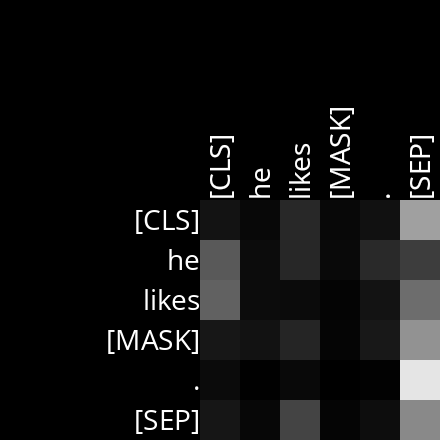 [CLS] he likes [MASK] . [SEP]
[CLS]
he
likes
[MASK]
.
[SEP]